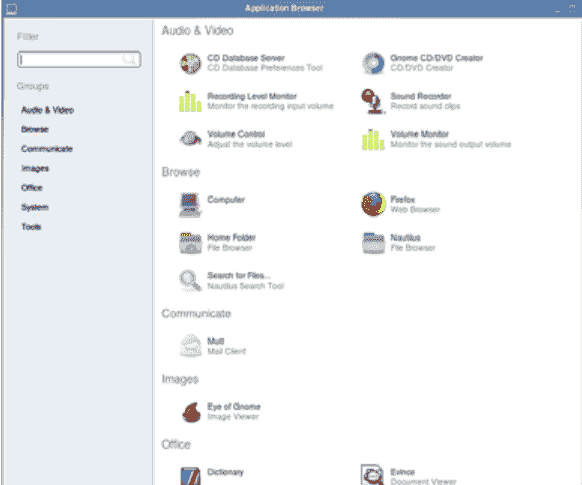 Application Browser
Filter
Groups
Audio & Video
Browse
Communicate
Images
Office
System
Tools
Audio & Video
CD Database Server
CD Database Preferences Tool
Gnome CD/DVD Creator
CD/DVD Creator
Recording Level Monitor
Monitor the recording input volume
Sound Recorder
Record sound clips
Volume Control
Adjust the volume level
Volume Monitor
Monitor the sound output volume
Browse
Computer
Firefox
Web Browser
Home Folder
File Browser
Nautilus
File Browser
Search for Files...
Nautilus Search Tool
Communicate
Mutt
Mail Client
Images
Eye of Gnome
Image Viewer
Office
Dictionary
Evince
Document Viewer